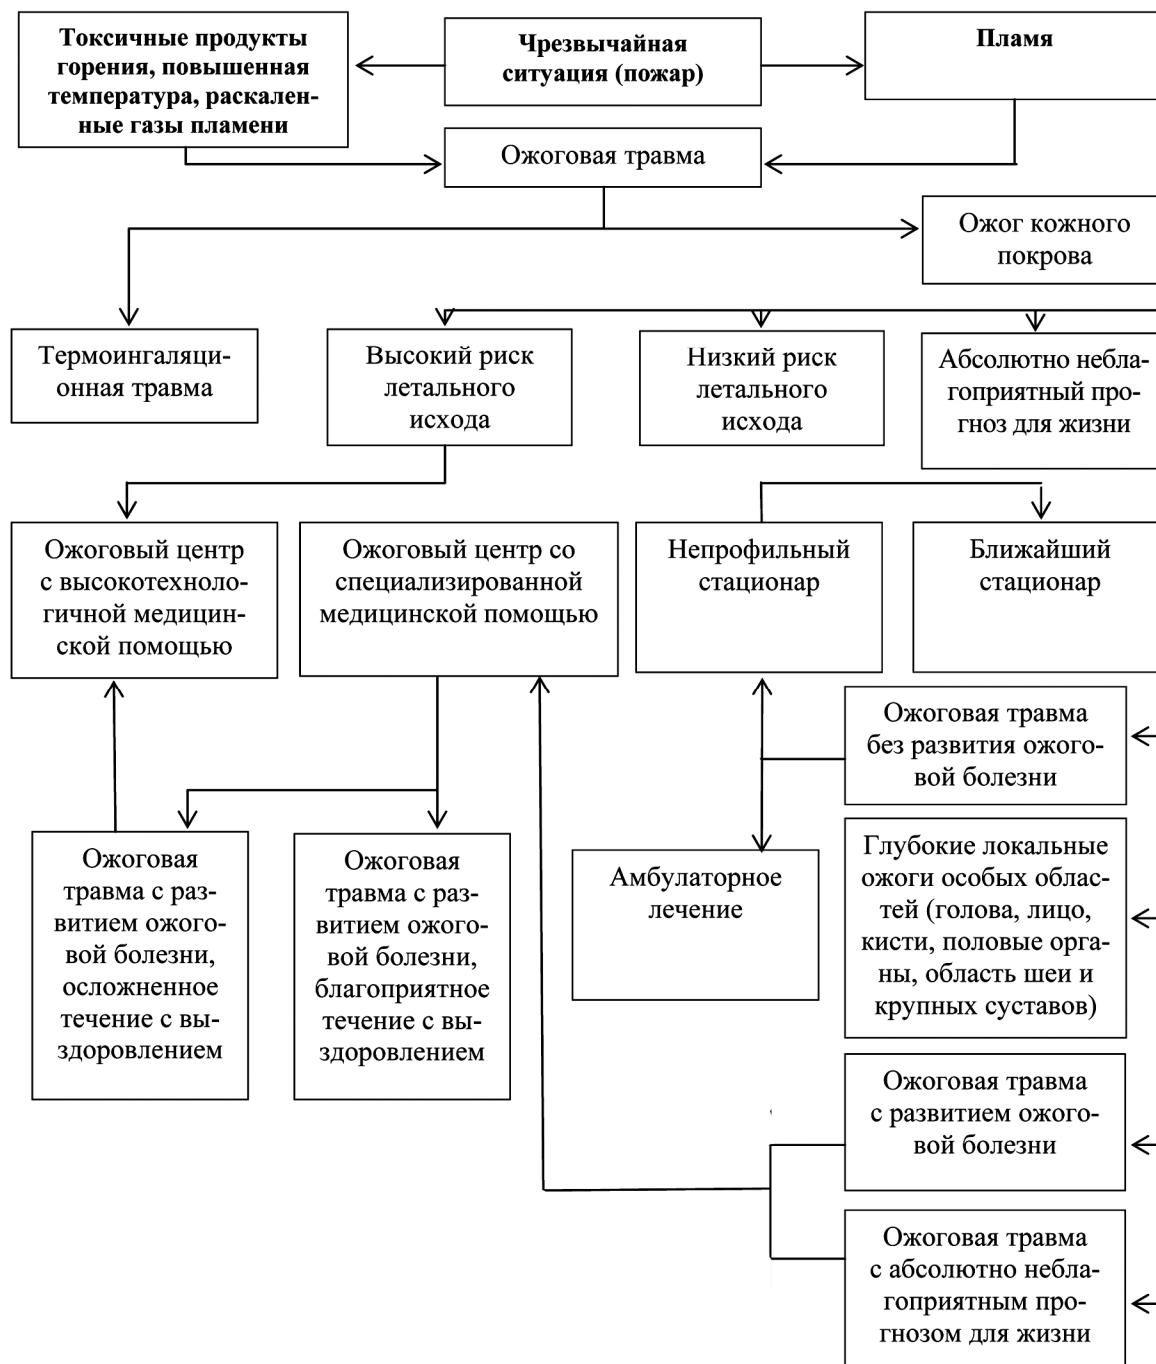 Токсичные продукты
горения, повышенная
температура, раскален-
ные газы пламени
Чрезвычайная
ситуация (пожар)
Пламя
Ожоговая травма
Ожог кожного
покрова
Термоингаляци-
онная травма
Высокий риск
летального
исхода
Низкий риск
летального
исхода
Абсолютно небла-
гоприятный про-
гноз для жизни
Ожоговый центр
с высокотехноло-
гичной медицин-
ской помощью
Ожоговый центр со
специализированной
медицинской помощью
Непрофильный
стационар
Ближайший
стационар
Ожоговая травма
без развития ожого-
вой болезни
Ожоговая
травма с раз-
витием ожого-
вой болезни,
осложненное
течение с вы-
здоровлением
Ожоговая
травма с раз-
витием ожого-
вой болезни,
благоприятное
течение с вы-
здоровлением
Амбулаторное
лечение
Глубокие локальные
ожоги особых облас-
тей (голова, лицо,
кисти, половые орга-
ны, область шеи и
крупных суставов)
Ожоговая травма
с развитием ожого-
вой болезни
Ожоговая травма
с абсолютно небла-
гоприятным про-
гнозом для жизни